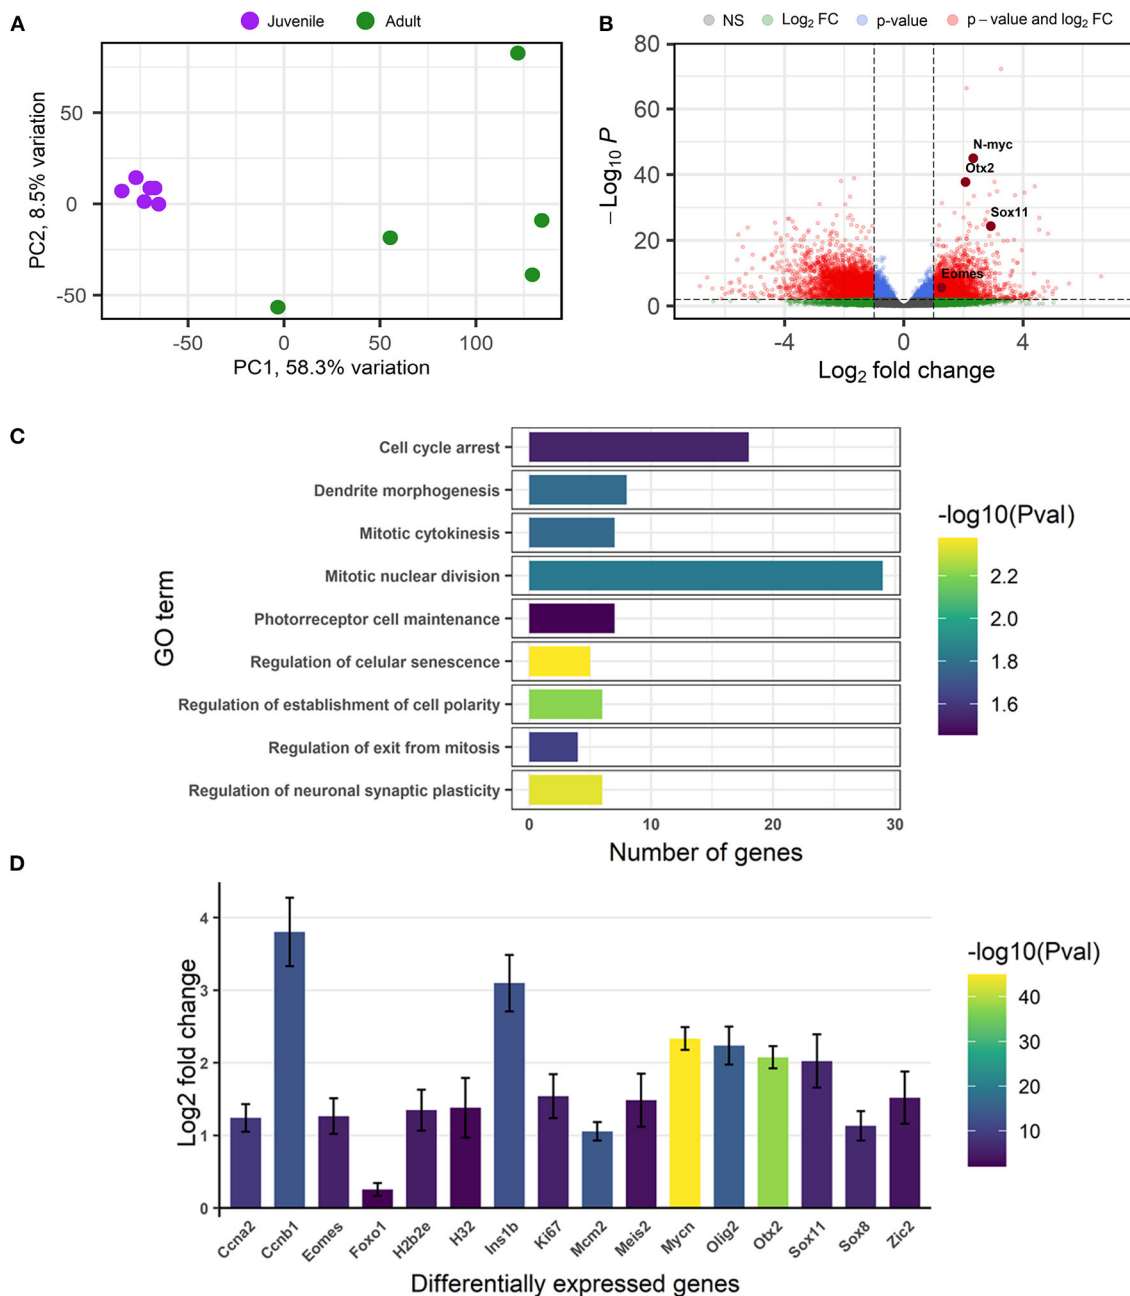 A
Juvenile Adult
PC2, 8.5% variation
50
0
-50
-50 0 50 100
PC1, 58.3% variation
B
NS Log2 FC p-value p – value and log2 FC
– Log10 P
80
60
40
20
0
N-myc
Otx2
Sox11
Eomes
-4 0 4
Log2 fold change
C
GO term
Cell cycle arrest
Dendrite morphogenesis
Mitotic cytokinesis
Mitotic nuclear division
Photorreceptor cell maintenance
Regulation of celular senescence
Regulation of establishment of cell polarity
Regulation of exit from mitosis
Regulation of neuronal synaptic plasticity
0 10 20 30
Number of genes
-log10(Pval)
2.2
2.0
1.8
1.6
D
Log2 fold change
4
3
2
1
0
Ccna2 Ccnb1 Eomes Foxo1 H2b2e H32 Ins1b Ki67 Mcm2 Meis2 Mycn Olig2 Otx2 Sox11 Sox8 Zic2
Differentially expressed genes
-log10(Pval)
40
30
20
10